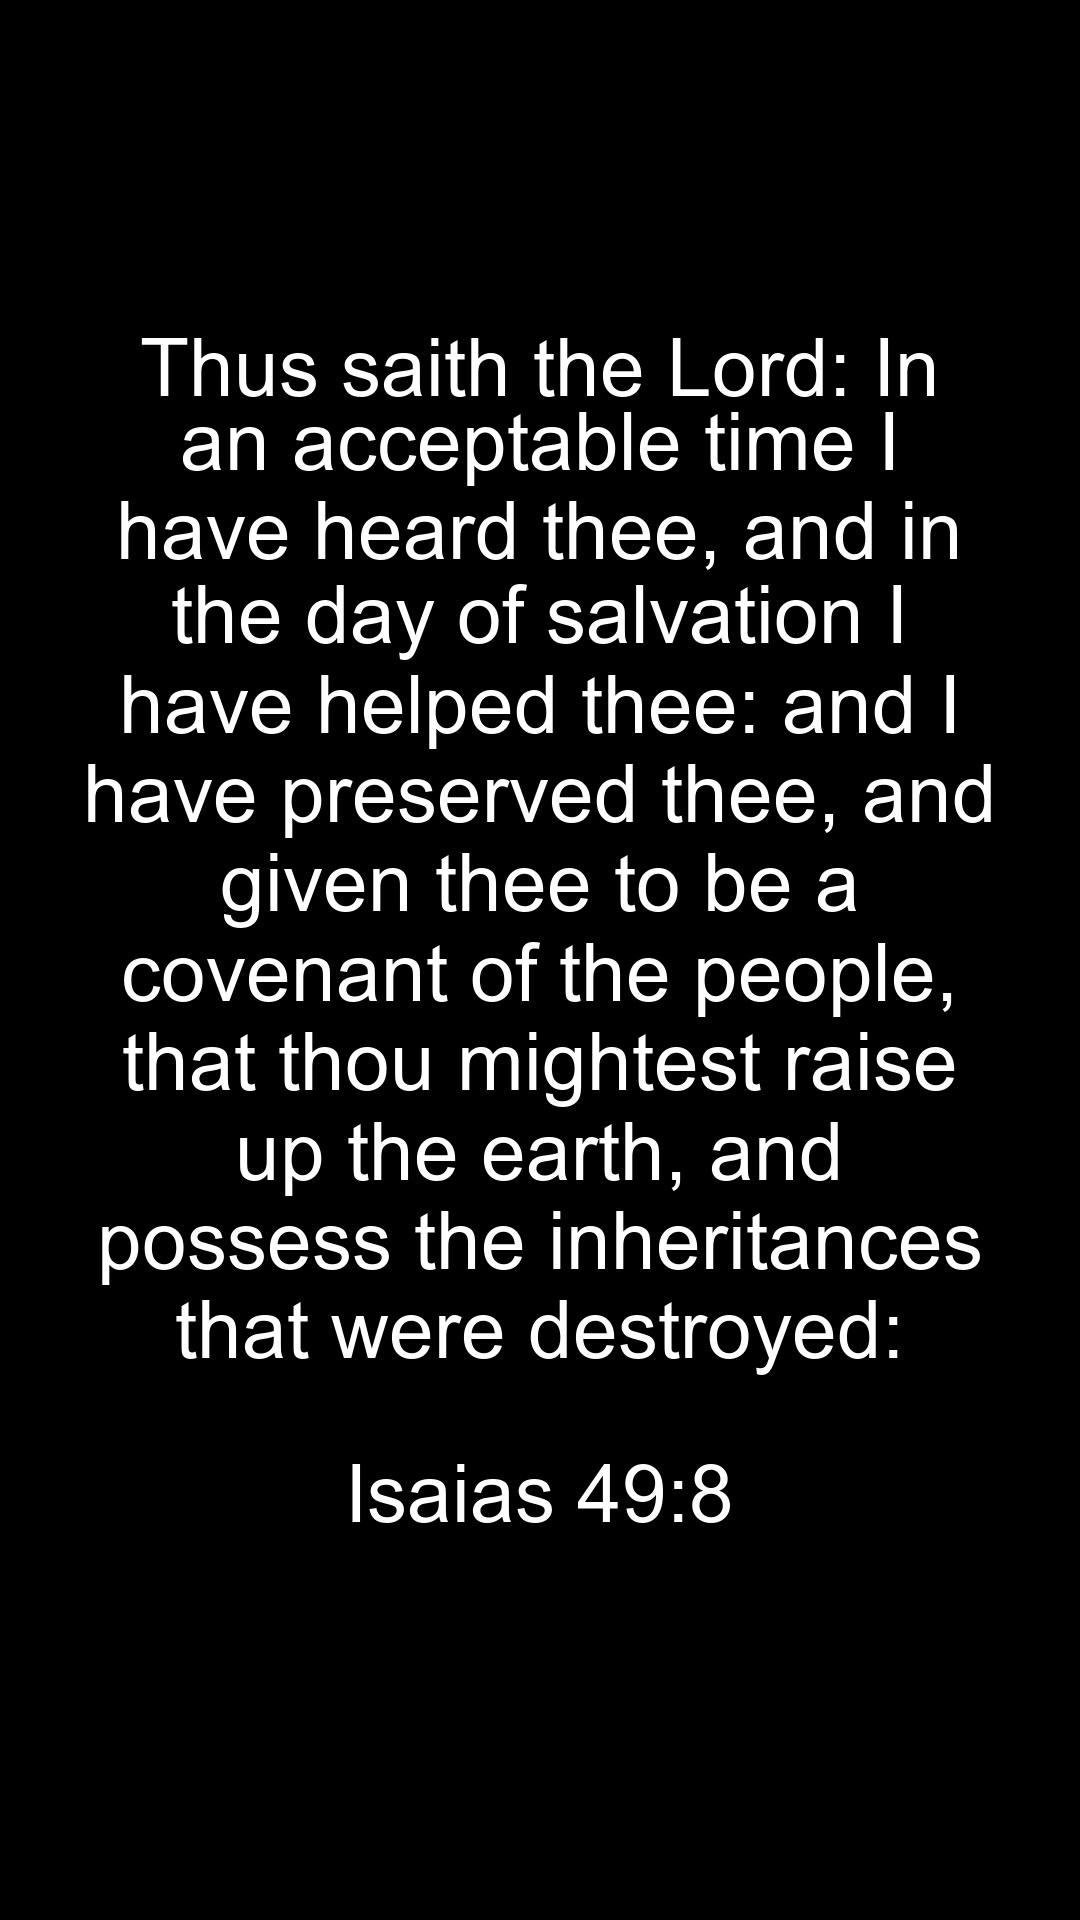 Thus saith the Lord: In
an acceptable time I
have heard thee, and in
the day of salvation I
have helped thee: and I
have preserved thee, and
given thee to be a
covenant of the people,
that thou mightest raise
up the earth, and
possess the inheritances
that were destroyed:
Isaias 49:8